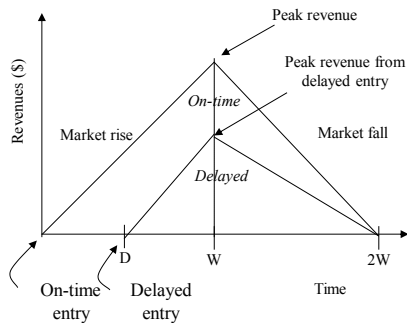 Peak revenue
Peak revenue from
delayed entry
Revenues ($)
On-time
Market rise
Market fall
Delayed
D
W
2W
On-time
entry
Delayed
entry
Time